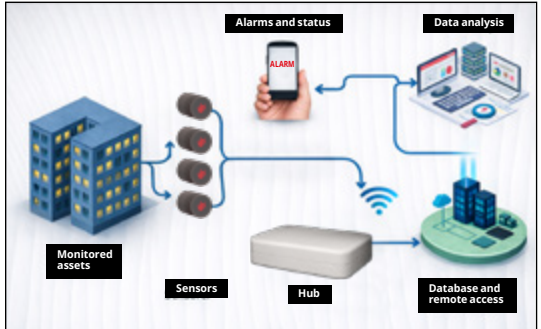 Alarms and status
Data analysis
ALARM
Monitored
assets
Sensors
Hub
Database and
remote access